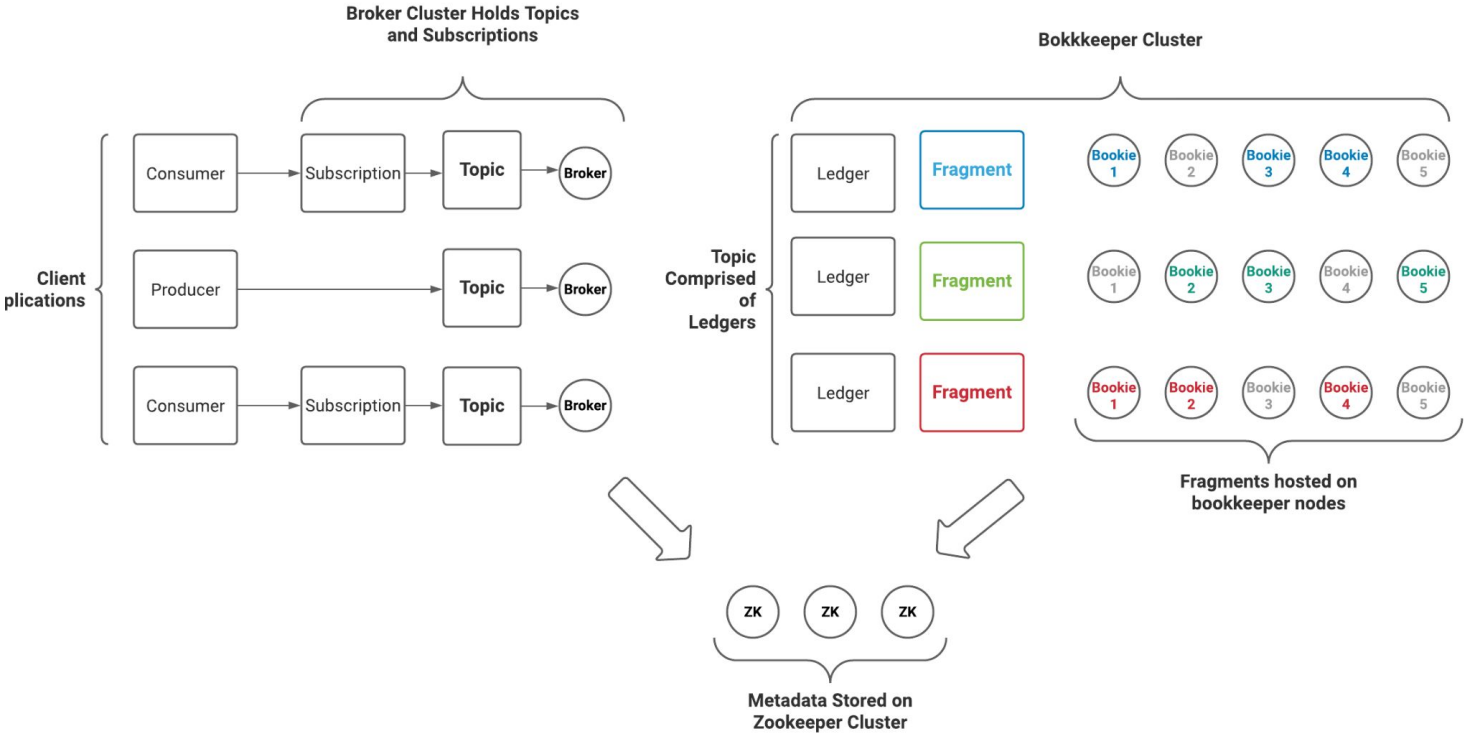 Broker Cluster Holds Topics
and Subscriptions
Bokkkeeper Cluster
Consumer
Subscription
Topic
Broker
Client
plications
Producer
Topic
Broker
Consumer
Subscription
Topic
Broker
Topic
Comprised
of
Ledgers
Ledger
Fragment
Bookie
1
Bookie
2
Bookie
3
Bookie
4
Bookie
5
Ledger
Fragment
Bookie
1
Bookie
2
Bookie
3
Bookie
4
Bookie
5
Ledger
Fragment
Bookie
1
Bookie
2
Bookie
3
Bookie
4
Bookie
5
Fragments hosted on
bookkeeper nodes
ZK
ZK
ZK
Metadata Stored on
Zookeeper Cluster